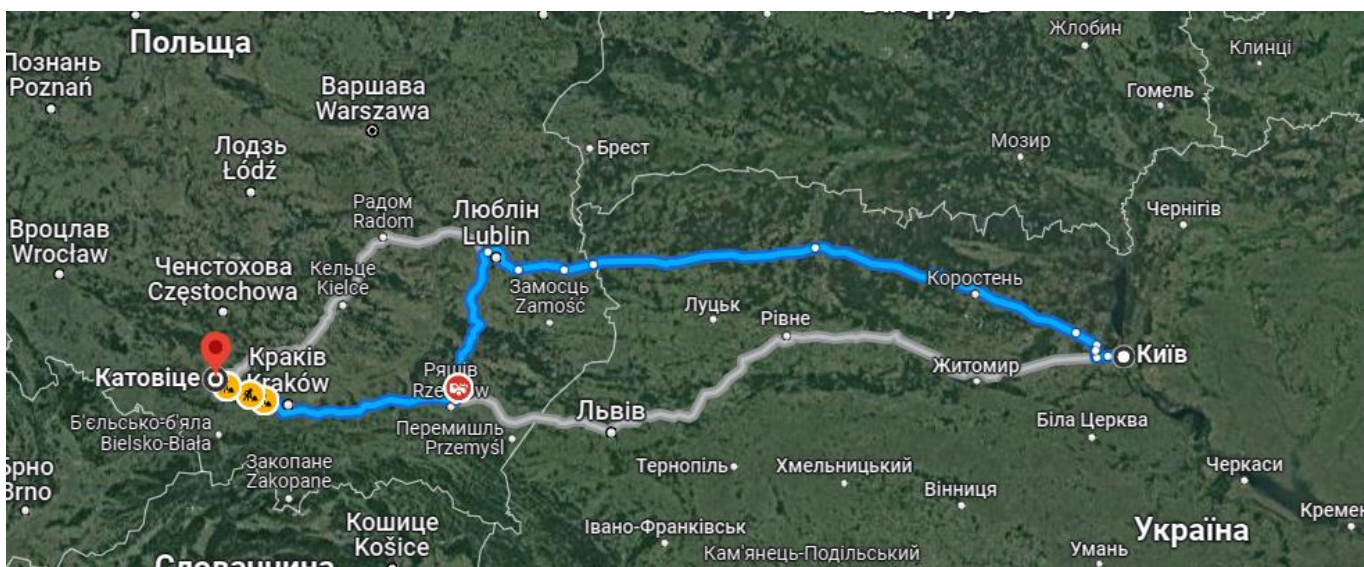 Жлобин
Клинці
Польща
Познань
Poznań
Варшава
Warszawa
Гомель
Лодзь
Łódź
Брест
Мозир
Радом
Radom
Люблін
Lublin
Чернігів
Вроцлав
Wrocław
Ченстохова
Częstochowa
Кельце
Kielce
Замосць
Zamość
Коростень
Луцьк
Рівне
Краків
Kraków
Київ
Житомир
Катовіце
Ряшів
Львів
Б'єльсько-б'яла
Bielsko-Biała
Перемишль
Przemyśl
Біла Церква
Закопане
Zakopane
Тернопіль
Хмельницький
Вінниця
Черкаси
Кошице
Košice
Івано-Франківськ
Україна
Кам'янець-Подільський
Умань